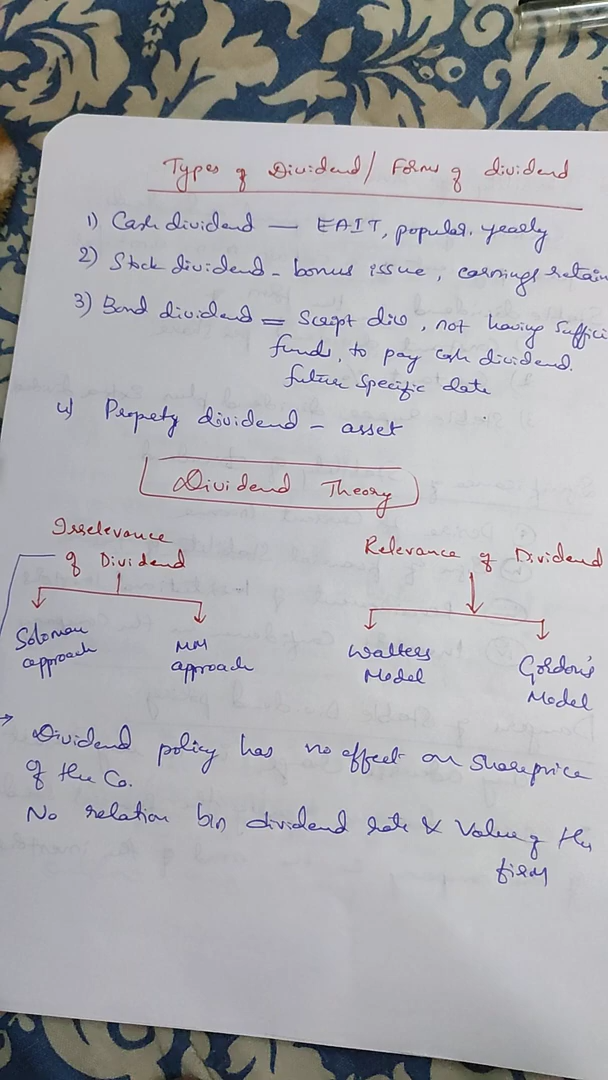 Types of Dividend/ Forms of dividend
1) Cash dividend — EAIT, popular, yearly
2) Stock dividend - bonus issue, earnings retain
3) Bond dividend = Script div, not having suffici
funds, to pay cash dividend.
future specific date
4) Propety dividend - asset
Dividend Theory
Irrelevance
of Dividend
Relevance of Dividend
Soloman
approach
MM
approach
Walters
Model
Gordon's
Model
Dividend policy has no effect on Shareprice
of the Co.
No relation b/n dividend rate & Value of the
firm